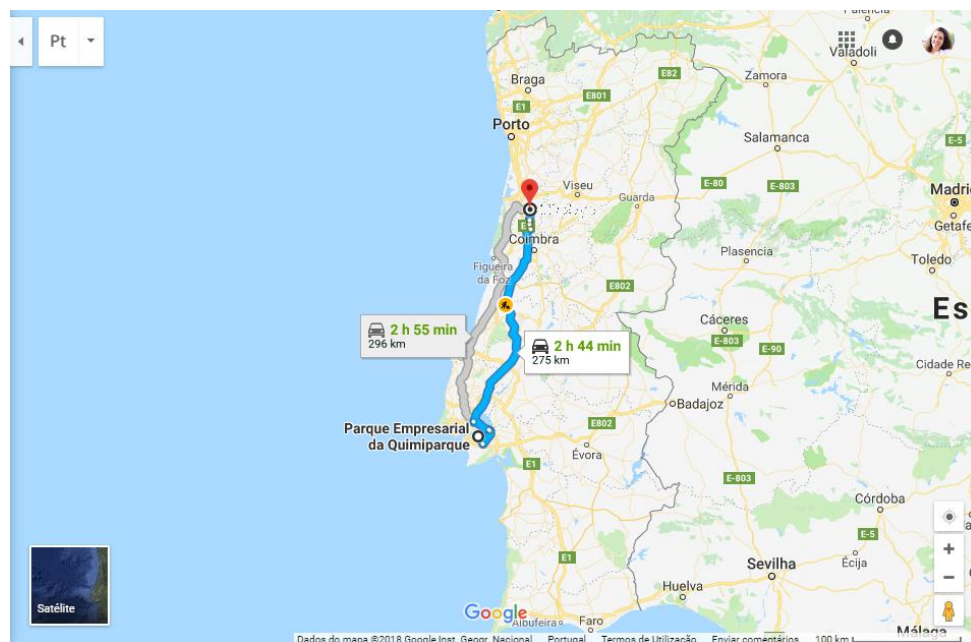 Pt
Palencia
Valladoli
Braga
E82
Zamora
E801
E1
Porto
Salamanca
E-5
E-80
E-803
Viseu
Guarda
Madri
Getafe
Coimbra
Plasencia
Toledo
Figueira
da Foz
E802
Es
Cáceres
E-803
E-90
2 h 55 min
296 km
2 h 44 min
275 km
Cidade Re
Mérida
Badajoz
Parque Empresarial
da Quimiparque
E802
Évora
E1
E-803
Córdoba
E-5
E1
Sevilha
Écija
Huelva
Satélite
Google
Albufeira
Faro
Málaga
Dados do mapa ©2018 Google, Inst. Geogr. Nacional Portugal Termos de Utilização Enviar comentários 100 km